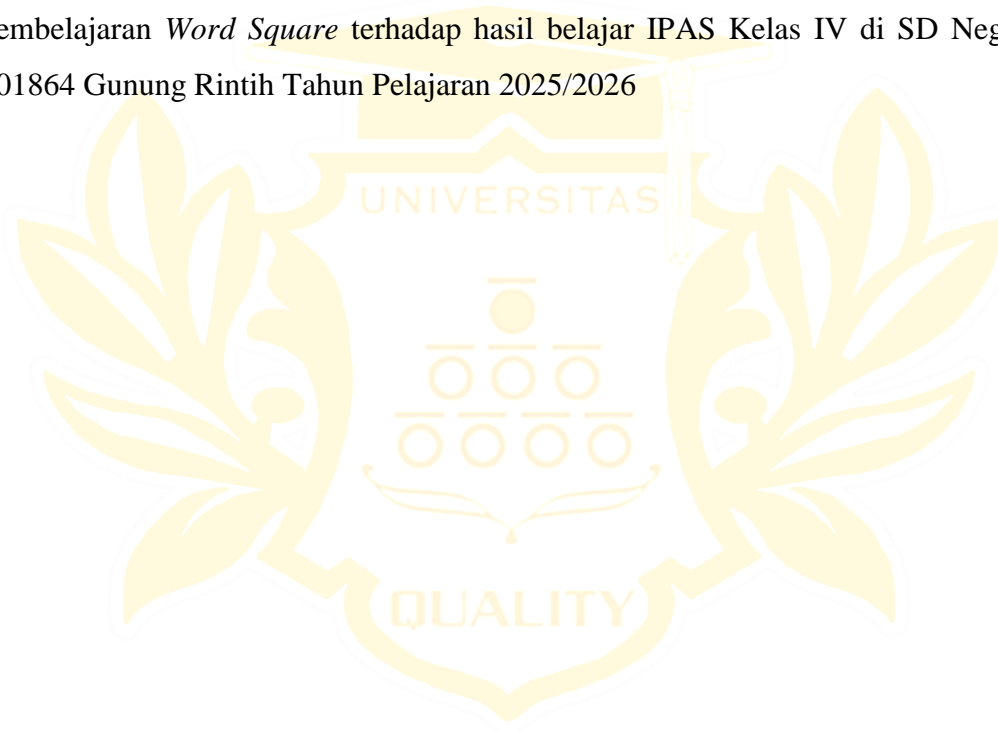 embelajaran Word Square terhadap hasil belajar IPAS Kelas IV di SD Neg
01864 Gunung Rintih Tahun Pelajaran 2025/2026
UNIVERSITAS
QUALITY